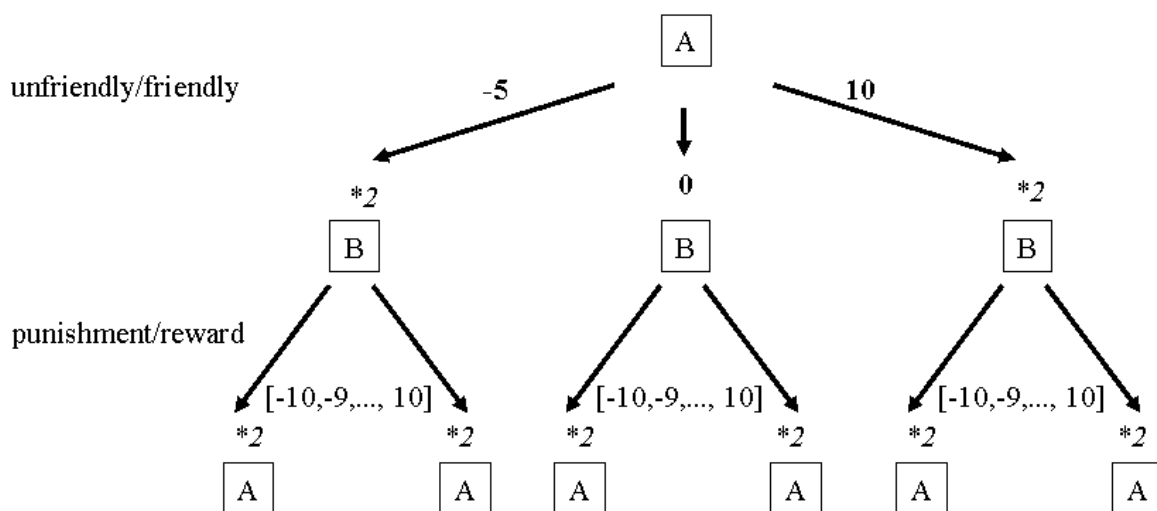 A
unfriendly/friendly
-5
10
*2
0
*2
B
B
B
punishment/reward
[-10,-9,..., 10]
[-10,-9,..., 10]
[-10,-9,..., 10]
*2
*2
*2
*2
*2
*2
A
A
A
A
A
A